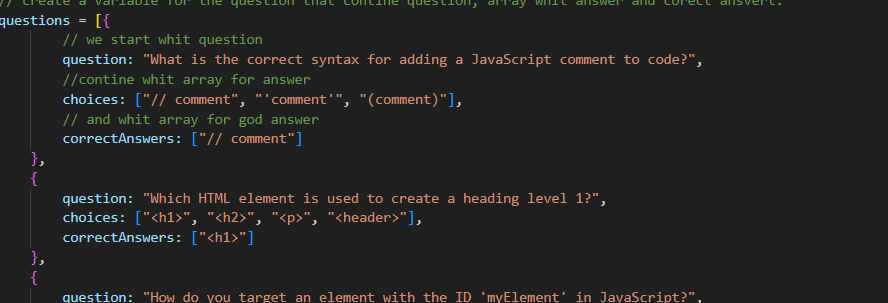 // create a variable for the question that contine question, array whit answer and corect ansvert.
questions = [{
// we start whit question
question: "What is the correct syntax for adding a JavaScript comment to code?",
//contine whit array for answer
choices: ["// comment", "'comment'", "(comment)"],
// and whit array for god answer
correctAnswers: ["// comment"]
},
{
question: "Which HTML element is used to create a heading level 1?",
choices: ["<h1>", "<h2>", "<p>", "<header>"],
correctAnswers: ["<h1>"]
},
{
question: "How do you target an element with the ID 'myElement' in JavaScript?",